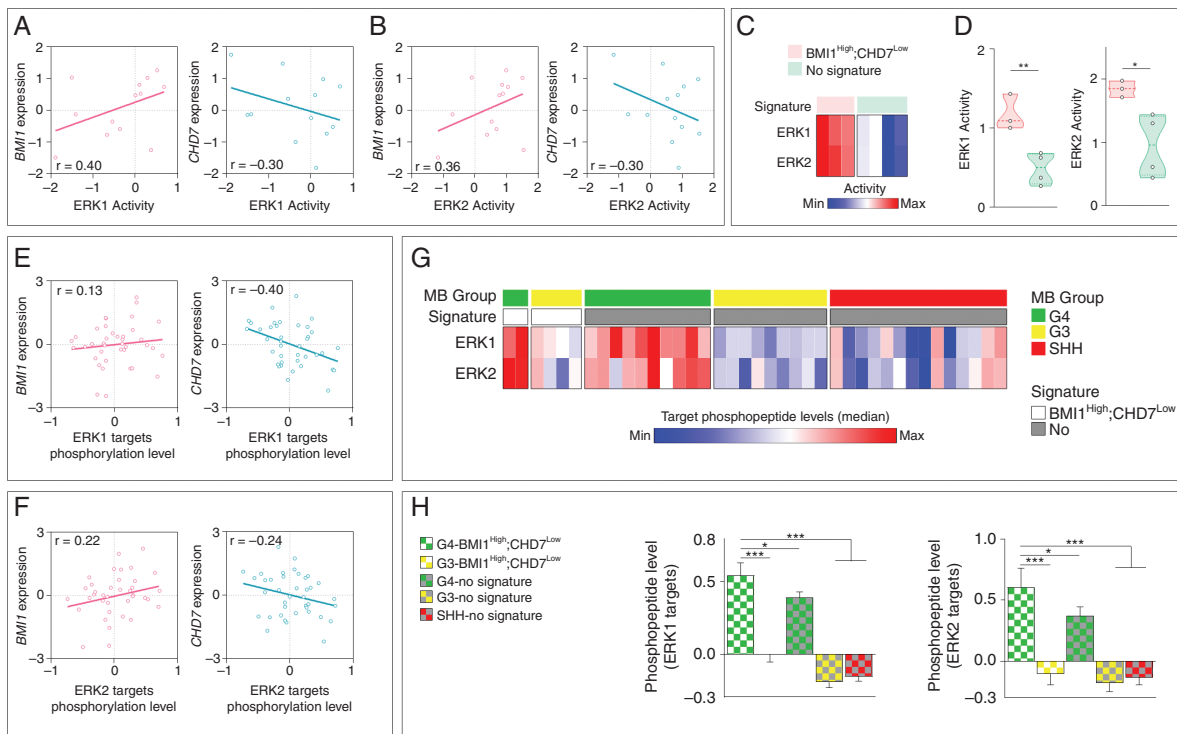 A
2
1
0
−1
−2
BMI1 expression
r = 0.40
−2
−1
0
1
ERK1 Activity
2
1
0
−1
−2
CHD7 expression
r = −0.30
−2
−1
0
1
ERK1 Activity
B
2
1
0
−1
−2
BMI1 expression
r = 0.36
−2
−1
0
1
2
ERK2 Activity
2
1
0
−1
−2
CHD7 expression
r = −0.30
−2
−1
0
1
2
ERK2 Activity
C
BMI1High;CHD7Low
No signature
Signature
ERK1
ERK2
Activity
Min
Max
D
2
1
0
ERK1 Activity
**
2
1
0
ERK2 Activity
*
E
3
0
−3
BMI1 expression
r = 0.13
−1
0
1
ERK1 targets
phosphorylation level
3
0
−3
CHD7 expression
r = −0.40
−1
0
1
ERK1 targets
phosphorylation level
F
3
0
−3
BMI1 expression
r = 0.22
−1
0
1
ERK2 targets
phosphorylation level
3
0
−3
CHD7 expression
r = −0.24
−1
0
1
ERK2 targets
phosphorylation level
G
MB Group
Signature
ERK1
ERK2
Target phosphopeptide levels (median)
Min
Max
MB Group
G4
G3
SHH
Signature
BMI1High;CHD7Low
No
H
G4-BMI1High;CHD7Low
G3-BMI1High;CHD7Low
G4-no signature
G3-no signature
SHH-no signature
Phosphopeptide level
(ERK1 targets)
0.8
0.5
0.0
−0.3
***
*
***
Phosphopeptide level
(ERK2 targets)
1.0
0.5
0.0
−0.3
***
*
***